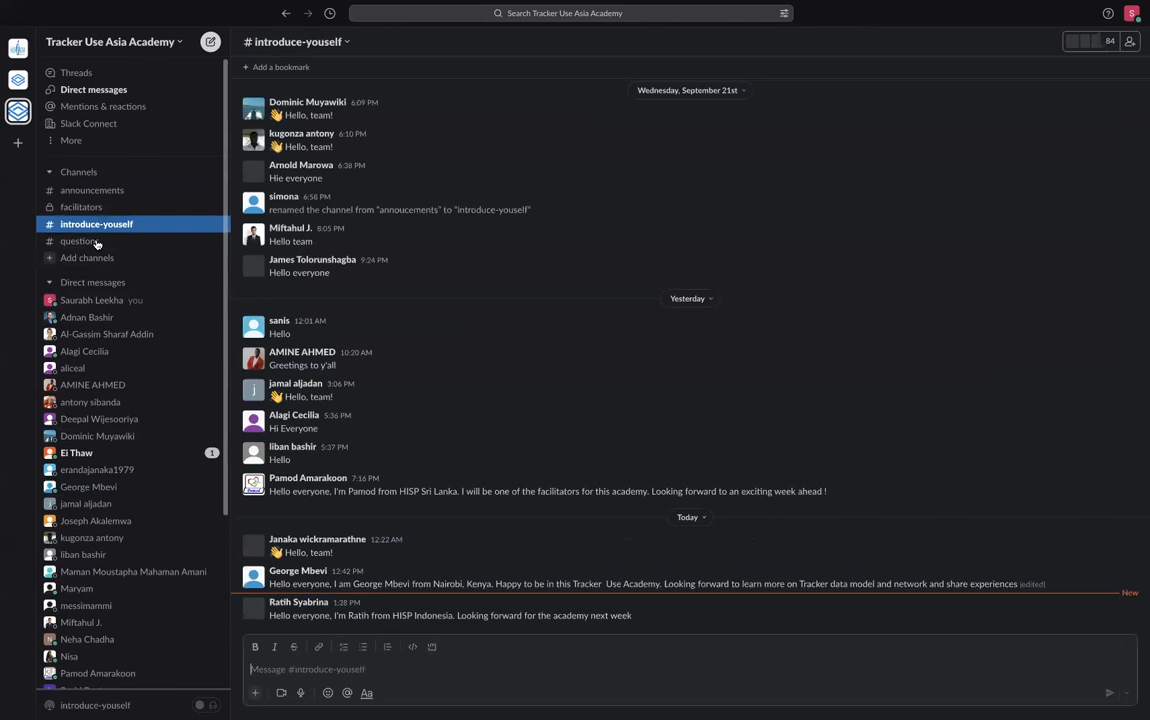 Search Tracker Use Asia Academy
S
Tracker Use Asia Academy
# introduce-youself
84
Threads
Direct messages
Mentions & reactions
Slack Connect
More
Channels
# announcements
facilitators
# introduce-youself
# questions
+ Add channels
Direct messages
S Saurabh Leekha you
Adnan Bashir
Al-Gassim Sharaf Addin
Alagi Cecilia
aliceal
AMINE AHMED
antony sibanda
Deepal Wijesooriya
Dominic Muyawiki
Ei Thaw 1
erandajanaka1979
George Mbevi
jamal aljadan
Joseph Akalemwa
kugonza antony
liban bashir
Maman Moustapha Mahaman Amani
Maryam
messimammi
Miftahul J.
Neha Chadha
Nisa
Pamod Amarakoon
introduce-youself
+ Add a bookmark
Wednesday, September 21st
Dominic Muyawiki 6:09 PM
Hello, team!
kugonza antony 6:10 PM
Hello, team!
Arnold Marowa 6:38 PM
Hie everyone
simona 6:58 PM
renamed the channel from "annoucements" to "introduce-youself"
Miftahul J. 8:05 PM
Hello team
James Tolorunshagba 9:24 PM
Hello everyone
Yesterday
sanis 12:01 AM
Hello
AMINE AHMED 10:20 AM
Greetings to y'all
j jamal aljadan 3:06 PM
Hello, team!
Alagi Cecilia 5:36 PM
Hi Everyone
liban bashir 5:37 PM
Hello
Pamod Amarakoon 7:16 PM
Hello everyone, I'm Pamod from HISP Sri Lanka. I will be one of the facilitators for this academy. Looking forward to an exciting week ahead !
Today
Janaka wickramarathne 12:22 AM
Hello, team!
George Mbevi 12:42 PM
Hello everyone, I am George Mbevi from Nairobi, Kenya. Happy to be in this Tracker Use Academy. Looking forward to learn more on Tracker data model and network and share experiences (edited)
New
Ratih Syabrina 1:28 PM
Hello everyone, I'm Ratih from HISP Indonesia. Looking forward for the academy next week
B I S
Message #introduce-youself
+ @ Aa